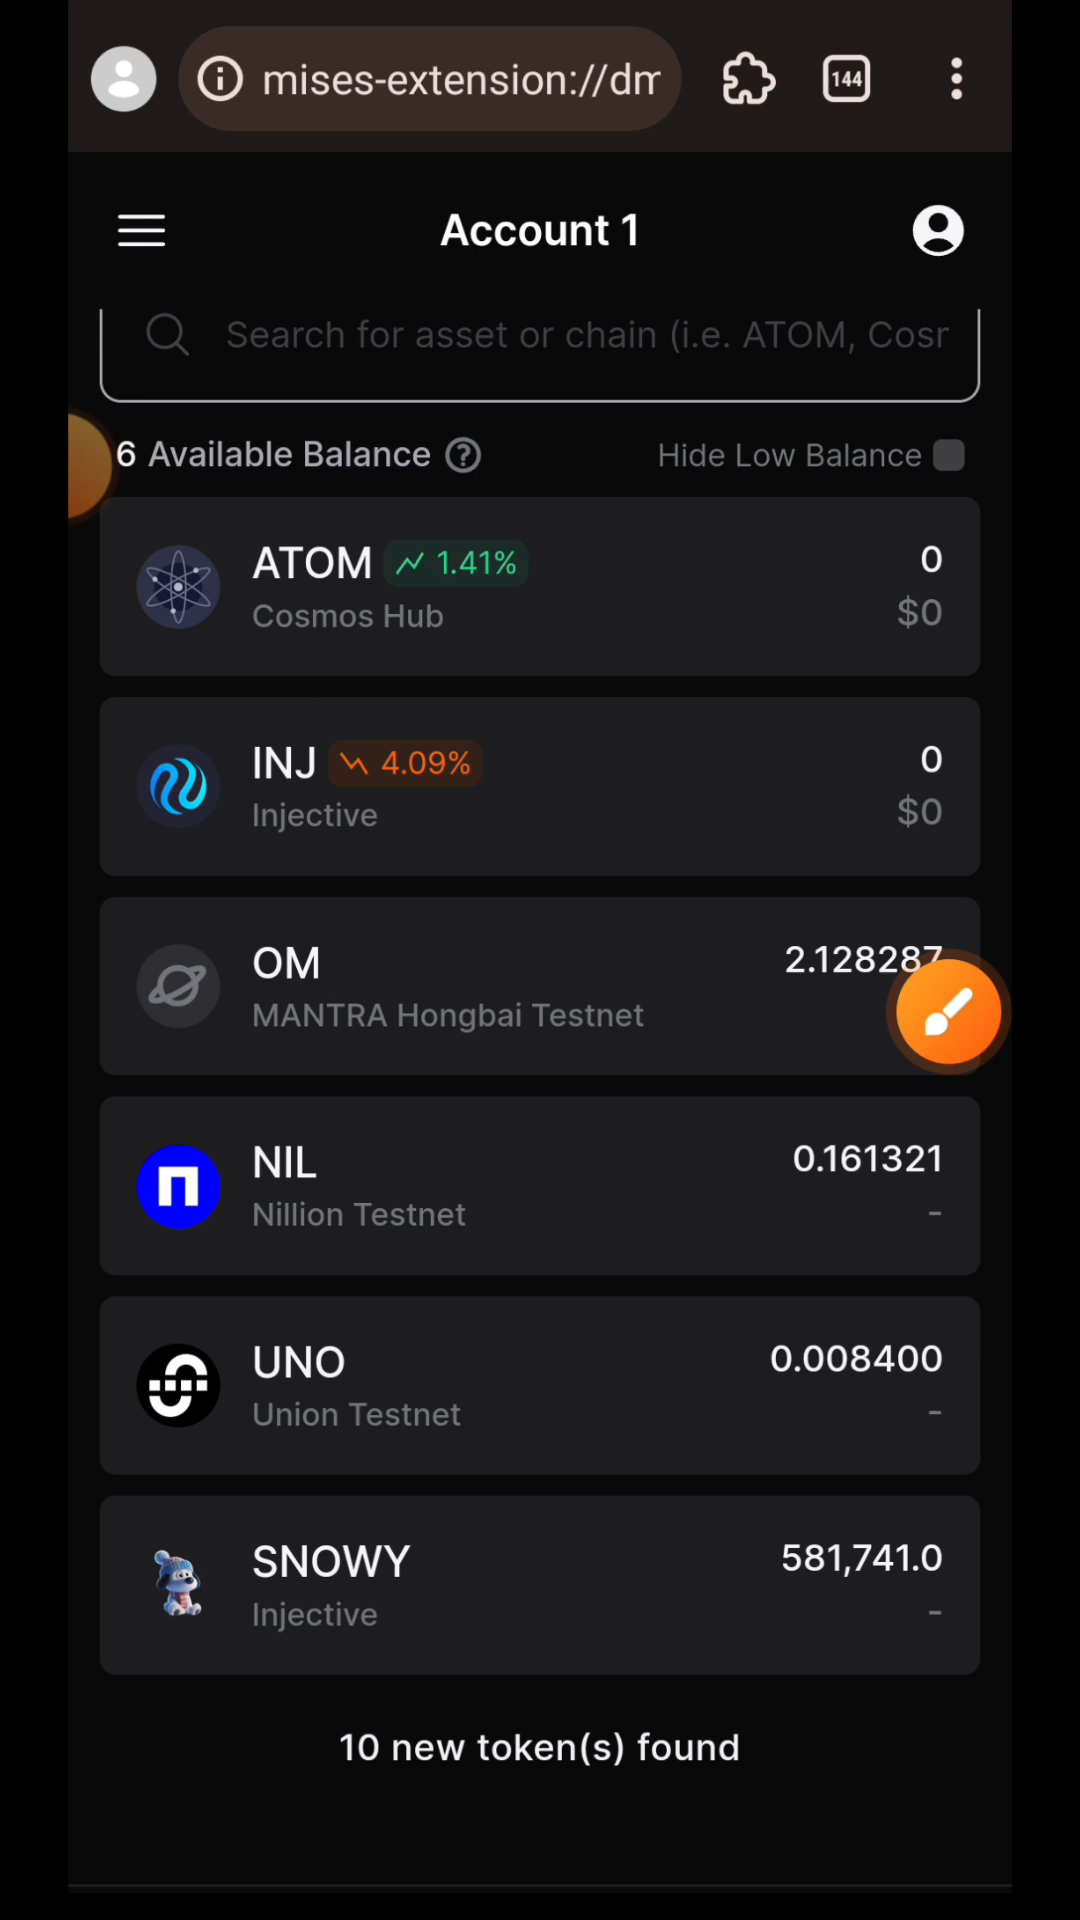 mises-extension://dm
144
Account 1
Search for asset or chain (i.e. ATOM, Cosr
6 Available Balance
Hide Low Balance
ATOM 1.41% 0
Cosmos Hub $0
INJ 4.09% 0
Injective $0
OM 2.128287
MANTRA Hongbai Testnet
NIL 0.161321
Nillion Testnet -
UNO 0.008400
Union Testnet -
SNOWY 581,741.0
Injective -
10 new token(s) found